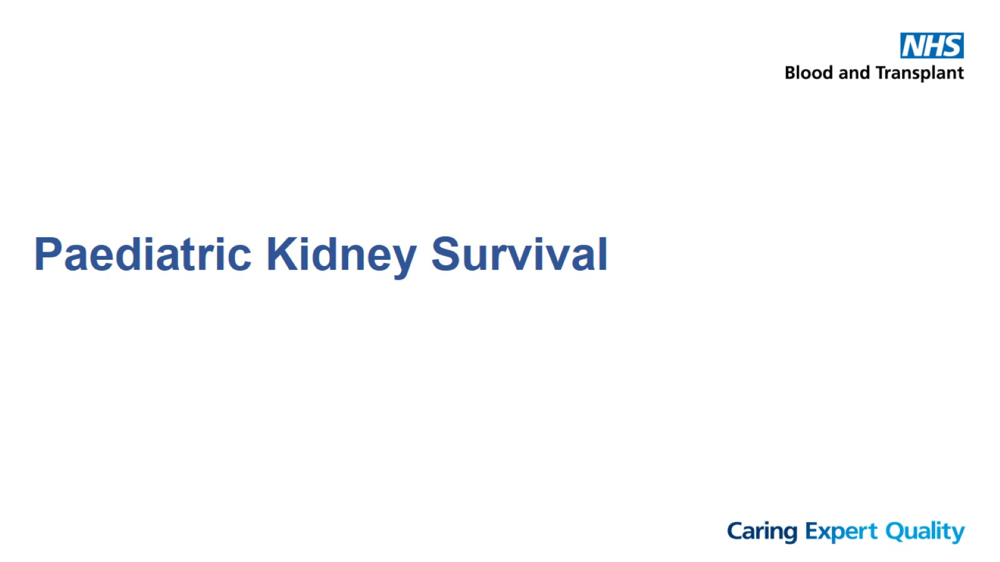 NHS
Blood and Transplant
Paediatric Kidney Survival
Caring Expert Quality